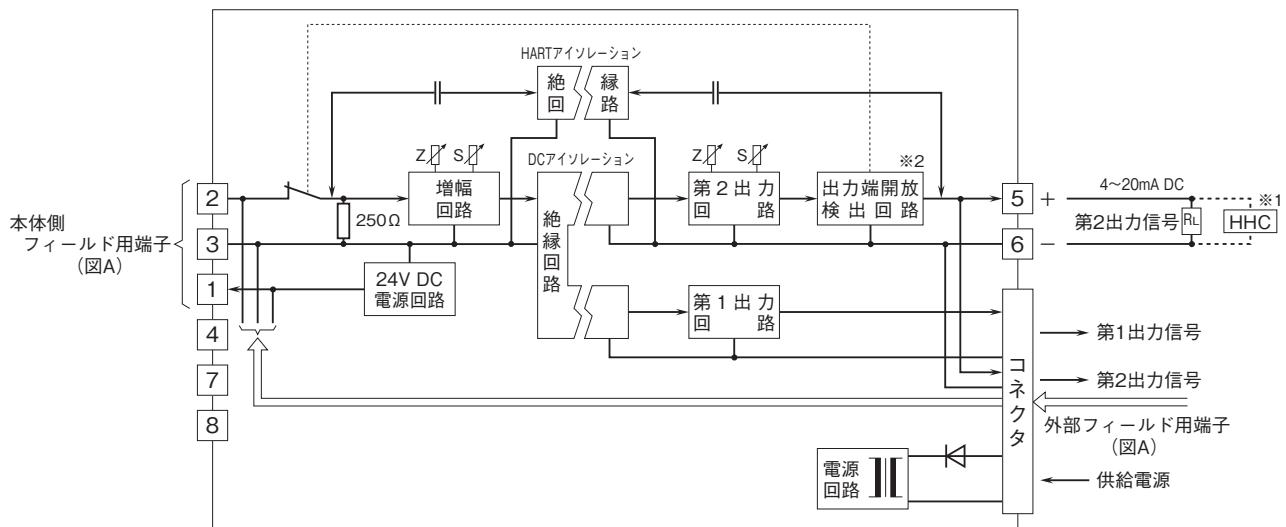 HARTアイソレーション
絶 縁
回 路
Z S
DCアイソレーション
Z S
※2
増幅
回路
第2出力
回 路
出力端開放
検出回路
2
5 +
4~20mA DC
※1
本体側
フィールド用端子
(図A)
250Ω
絶縁回路
第2出力信号
RL
HHC
3
6 −
24V DC
電源回路
1
第1出力
回 路
4
第1出力信号
7
コネクタ
第2出力信号
8
外部フィールド用端子
(図A)
電源
回路
供給電源